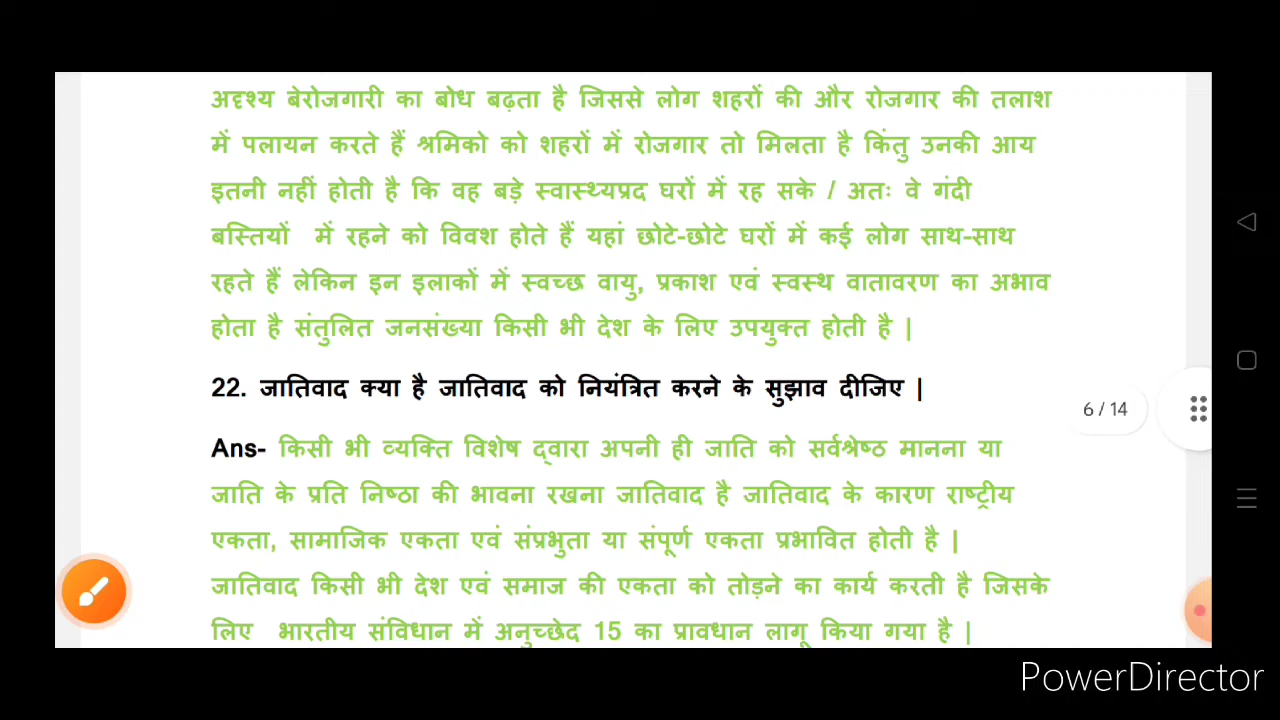 अदृश्य बेरोजगारी का बोध बढ़ता है जिससे लोग शहरों की और रोजगार की तलाश
में पलायन करते हैं श्रमिको को शहरों में रोजगार तो मिलता है किंतु उनकी आय
इतनी नहीं होती है कि वह बड़े स्वास्थ्यप्रद घरों में रह सके / अतः वे गंदी
बस्तियों में रहने को विवश होते हैं यहां छोटे-छोटे घरों में कई लोग साथ-साथ
रहते हैं लेकिन इन इलाकों में स्वच्छ वायु, प्रकाश एवं स्वस्थ वातावरण का अभाव
होता है संतुलित जनसंख्या किसी भी देश के लिए उपयुक्त होती है |
22. जातिवाद क्या है जातिवाद को नियंत्रित करने के सुझाव दीजिए |
6 / 14
Ans- किसी भी व्यक्ति विशेष द्वारा अपनी ही जाति को सर्वश्रेष्ठ मानना या
जाति के प्रति निष्ठा की भावना रखना जातिवाद है जातिवाद के कारण राष्ट्रीय
एकता, सामाजिक एकता एवं संप्रभुता या संपूर्ण एकता प्रभावित होती है |
जातिवाद किसी भी देश एवं समाज की एकता को तोड़ने का कार्य करती है जिसके
लिए भारतीय संविधान में अनुच्छेद 15 का प्रावधान लागू किया गया है |
PowerDirector